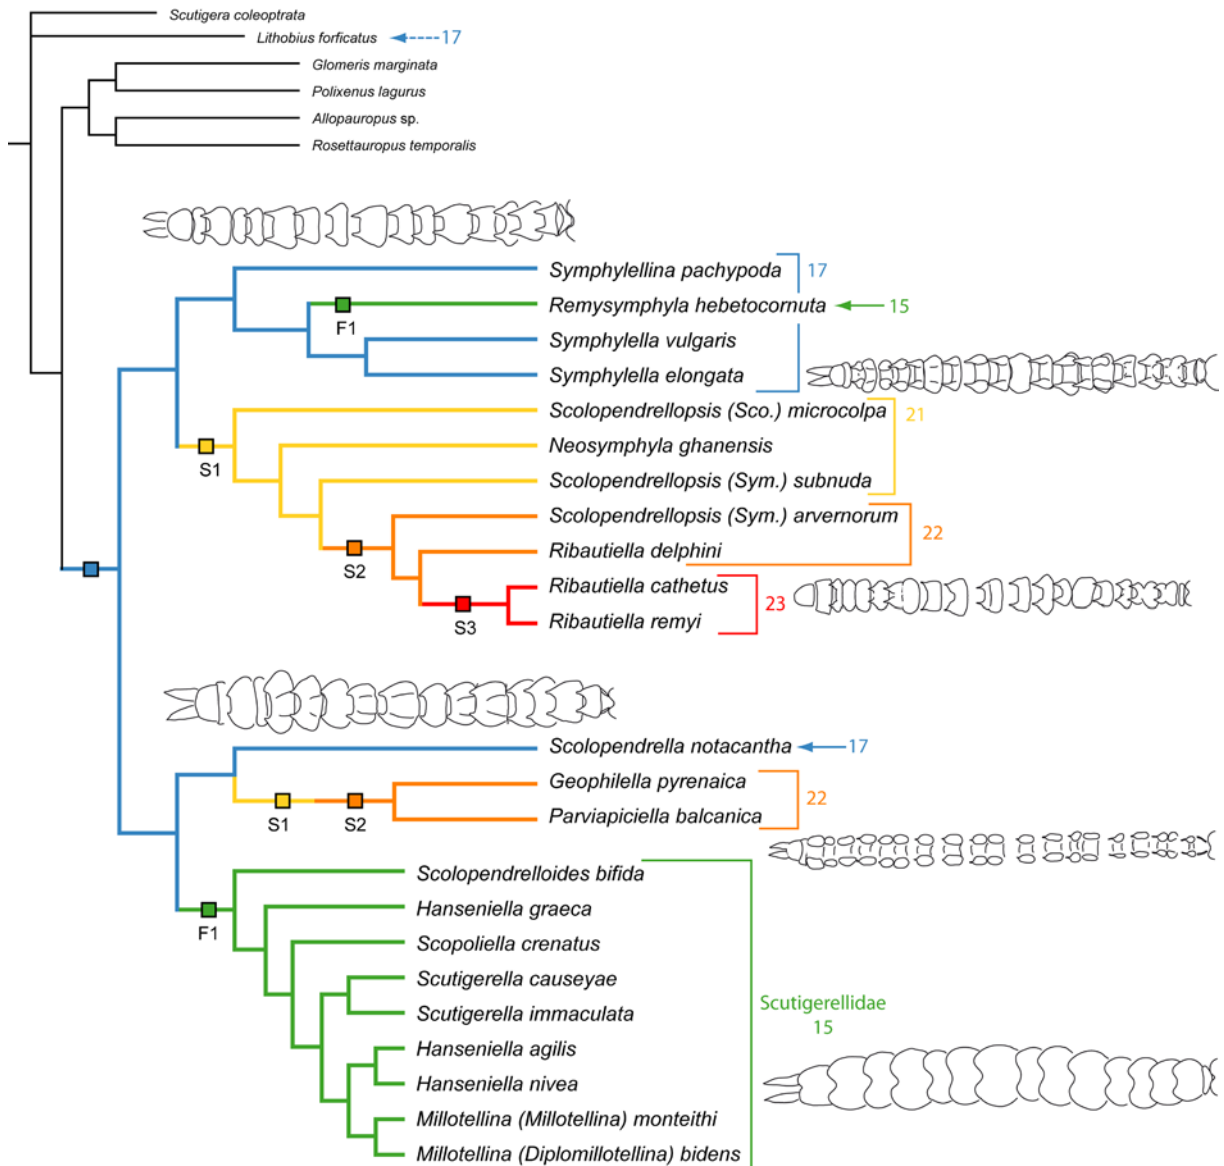 Scutigera coleoptrata
Lithobius forficatus
17
Glomeris marginata
Polixenus lagurus
Allopauropus sp.
Rosettauropus temporalis
Symphylellina pachypoda
17
Remysymphyla hebetocornuta
15
F1
Symphylella vulgaris
Symphylella elongata
Scolopendrellopsis (Sco.) microcolpa
21
Neosymphyla ghanensis
S1
Scolopendrellopsis (Sym.) subnuda
Scolopendrellopsis (Sym.) arvernorum
22
Ribautiella delphini
S2
Ribautiella cathetus
23
Ribautiella remyi
S3
Scolopendrella notacantha
17
Geophilella pyrenaica
22
Parviapiciella balcanica
S1
S2
Scolopendrelloides bifida
Hanseniella graeca
F1
Scopoliella crenatus
Scutigerella causeyae
Scutigerella immaculata
Scutigerellidae
15
Hanseniella agilis
Hanseniella nivea
Millotellina (Millotellina) monteithi
Millotellina (Diplomillotellina) bidens